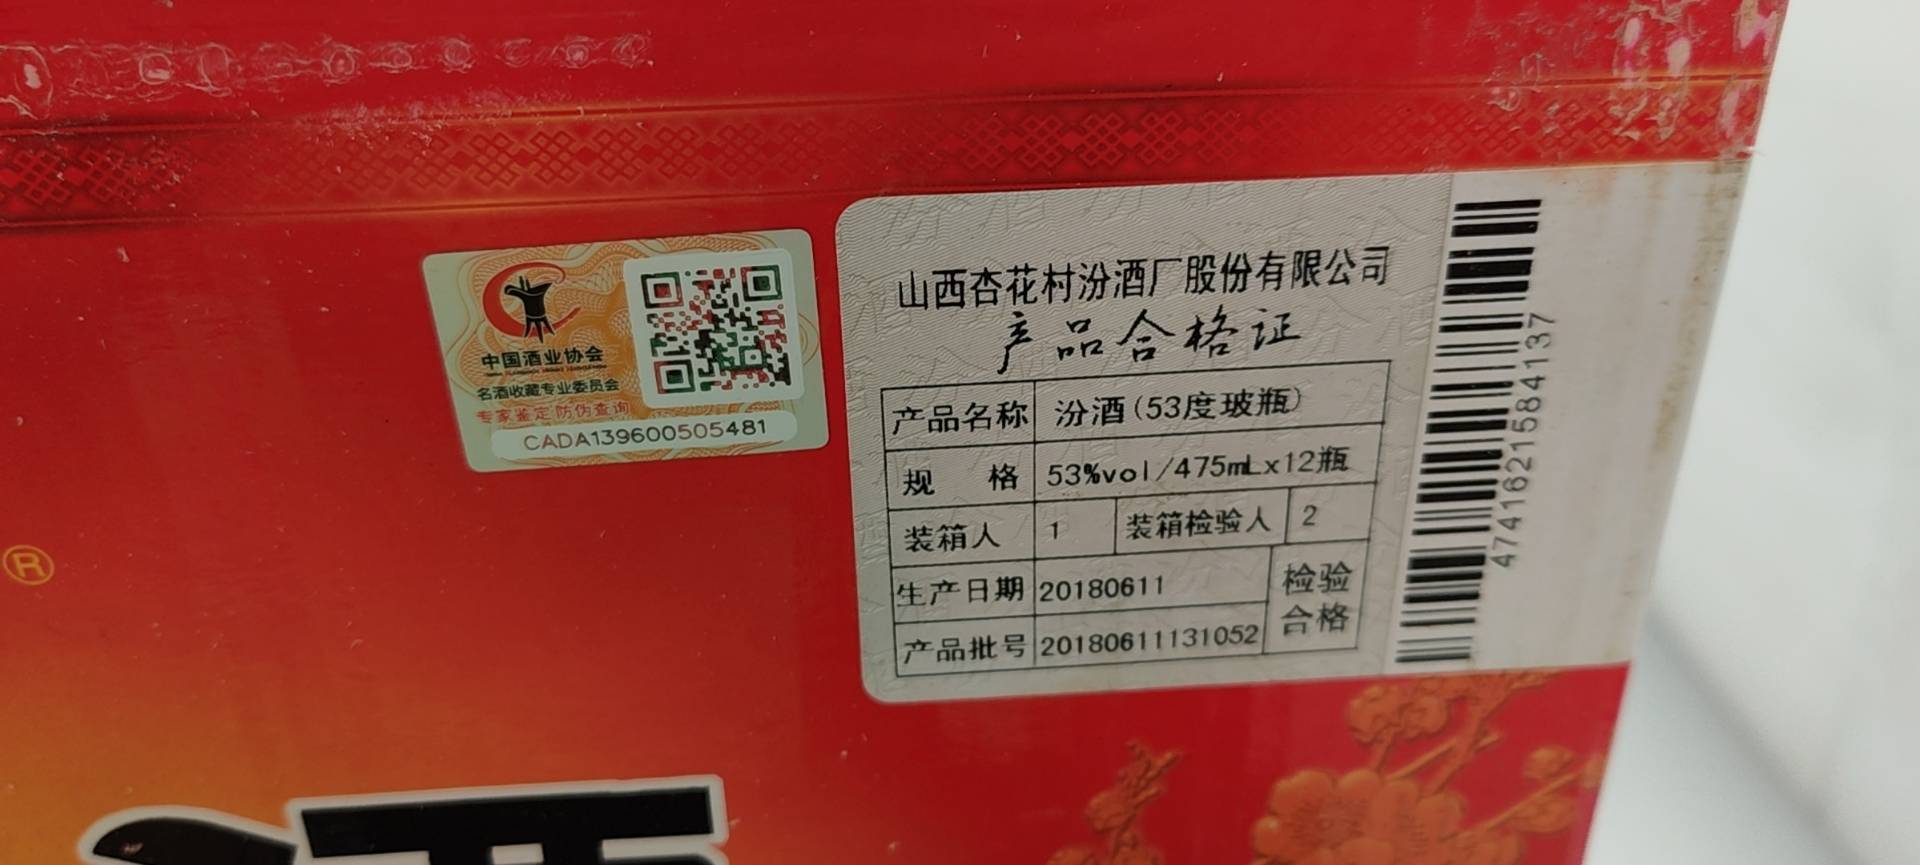 中国酒业协会
名酒收藏专业委员会
专家鉴定 防伪查询
CADA139600505481
山西杏花村汾酒厂股份有限公司
产品合格证
产品名称 汾酒(53度玻瓶)
规 格 53%vol/475mLx12瓶
装箱人 1 装箱检验人 2
生产日期 20180611
产品批号 20180611131052
检验
合格
4741621584137
®